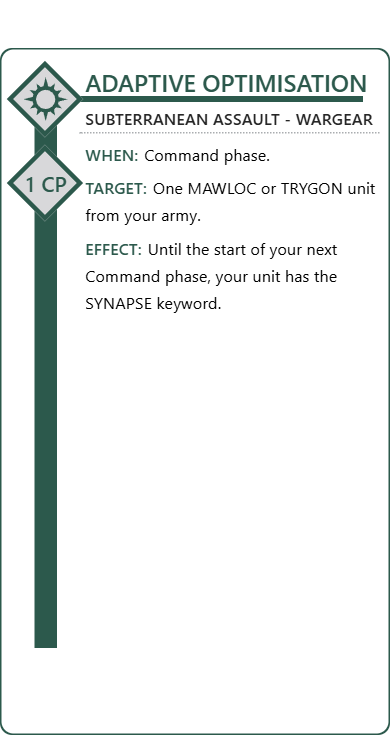 ADAPTIVE OPTIMISATION
SUBTERRANEAN ASSAULT - WARGEAR
WHEN: Command phase.
1 CP
TARGET: One MAWLOC or TRYGON unit
from your army.
EFFECT: Until the start of your next
Command phase, your unit has the
SYNAPSE keyword.